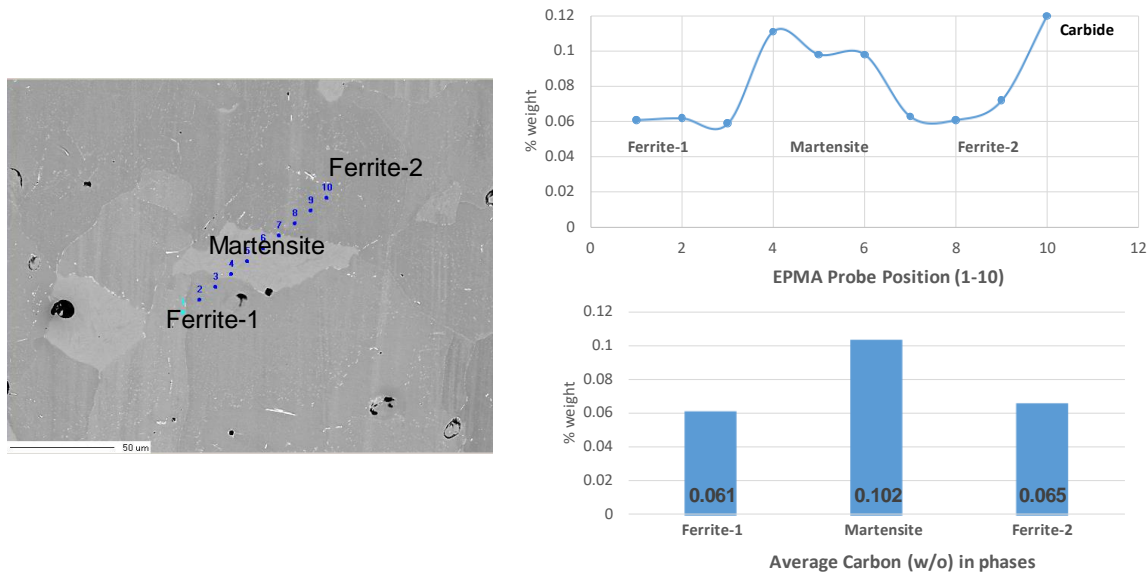 Ferrite-2
10
9
8
7
6
Martensite
5
4
3
2
1
Ferrite-1
50 um
0.12
0.1
0.08
0.06
0.04
0.02
0
% weight
Carbide
Ferrite-1 Martensite Ferrite-2
0 2 4 6 8 10 12
EPMA Probe Position (1-10)
0.1
0.08
0.06
0.04
0.02
0
% weight
0.061 0.102 0.065
Ferrite-1 Martensite Ferrite-2
Average Carbon (w/o) in phases